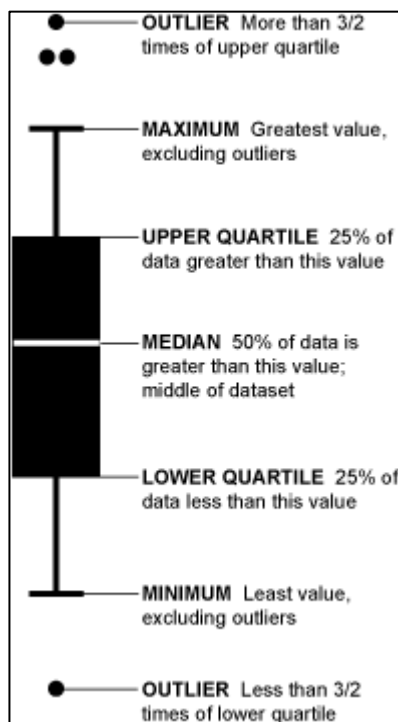 OUTLIER More than 3/2
times of upper quartile
MAXIMUM Greatest value,
excluding outliers
UPPER QUARTILE 25% of
data greater than this value
MEDIAN 50% of data is
greater than this value;
middle of dataset
LOWER QUARTILE 25% of
data less than this value
MINIMUM Least value,
excluding outliers
OUTLIER Less than 3/2
times of lower quartile